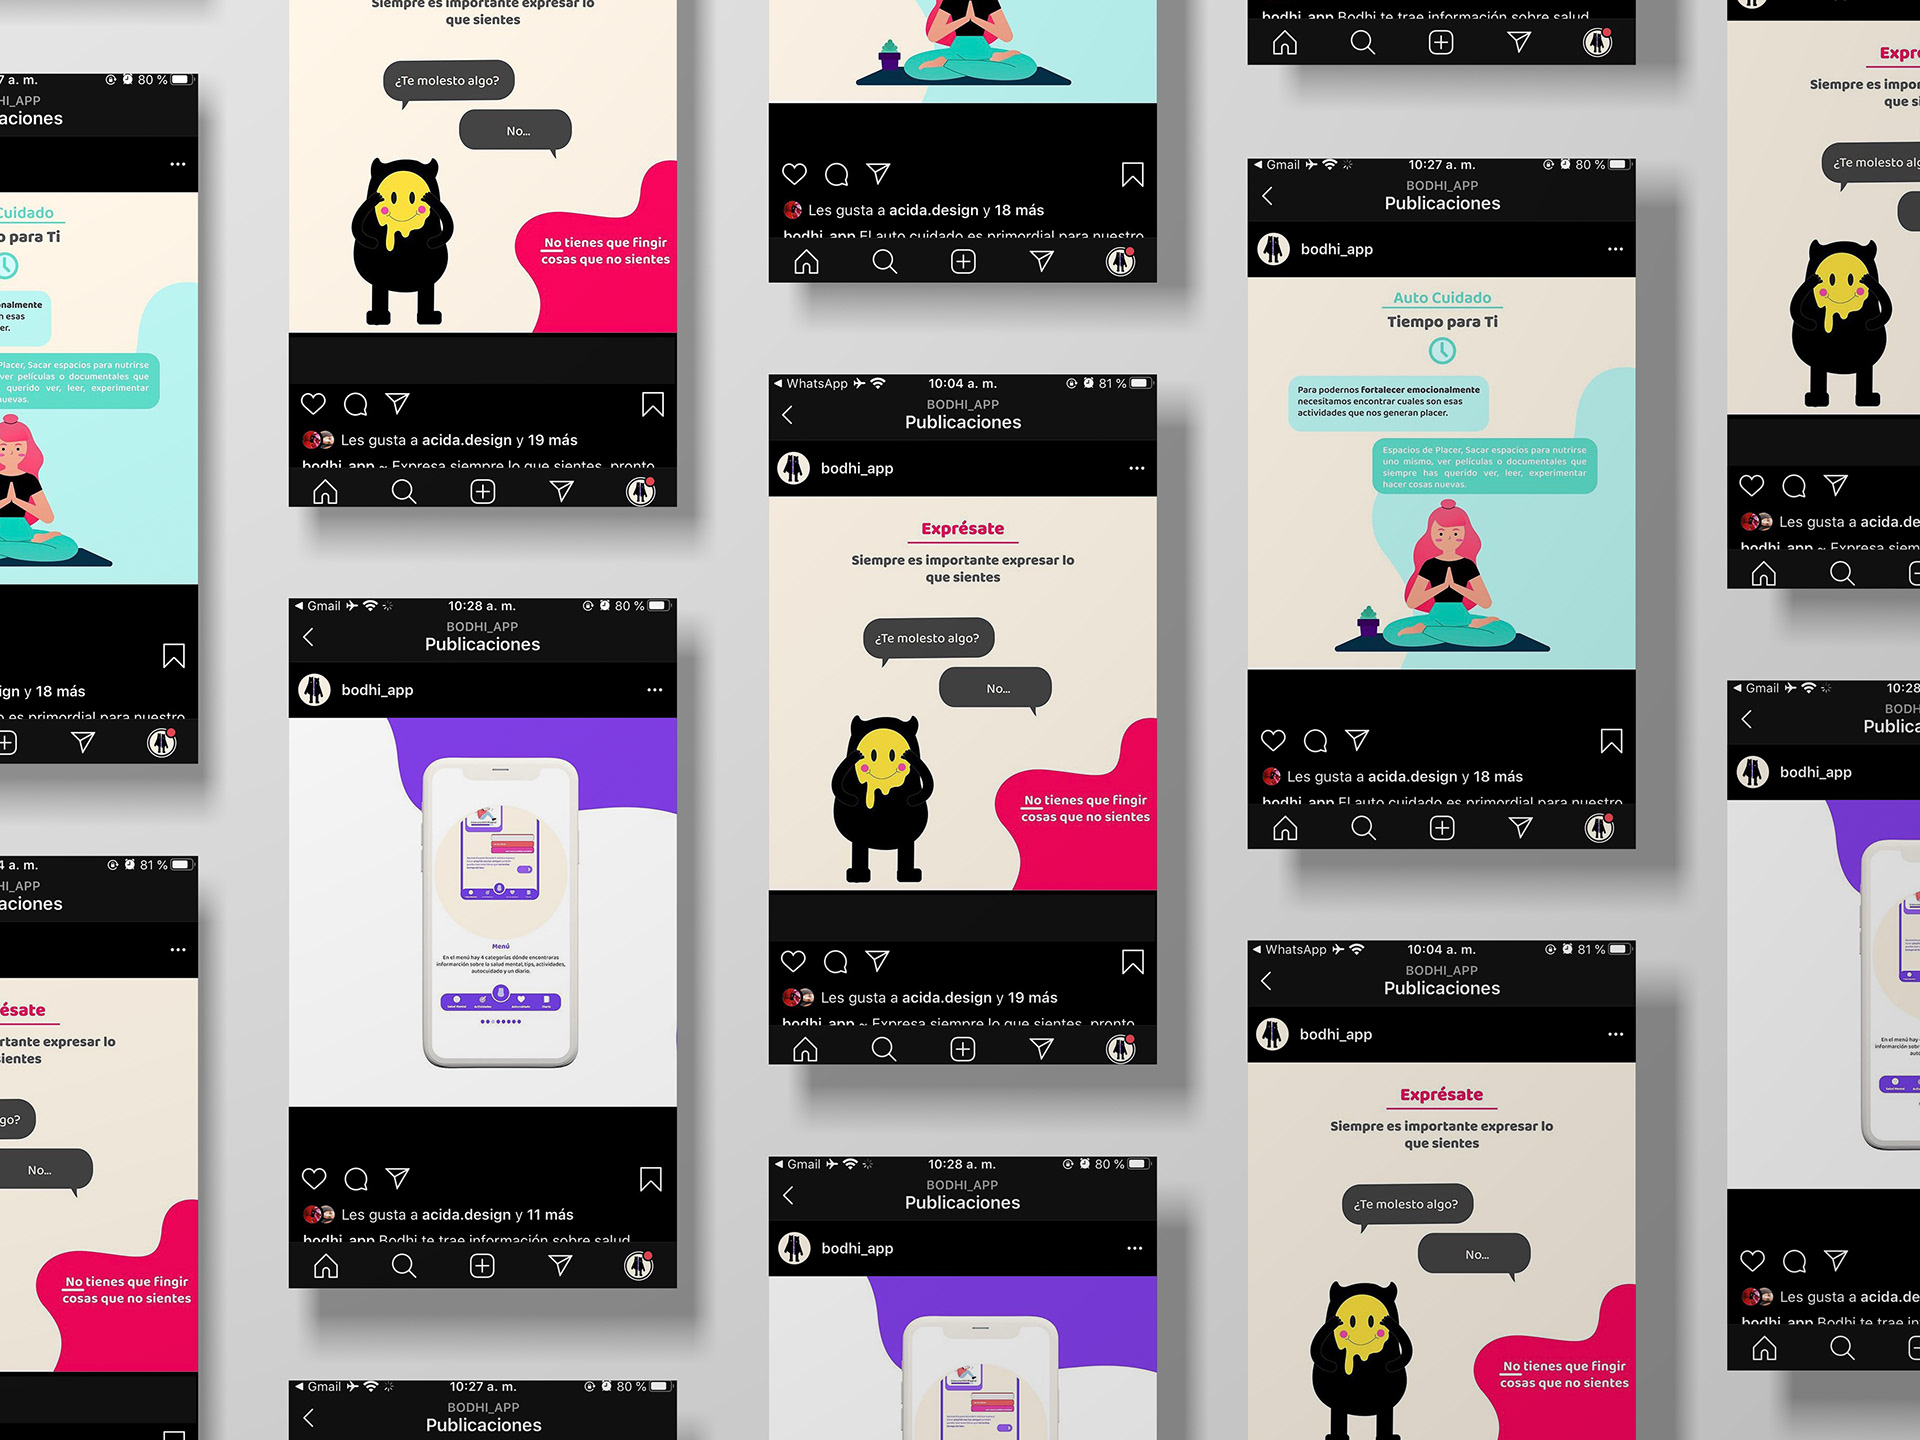 7 a. m.
80 %
HI_APP
aciones
Cuidado
o para Ti
nalmente
n esas
er.
Placer, Sacar espacios para nutrirse
ver películas o documentales que
querido ver, leer, experimentar
nuevas.
ign y 18 más
o es primordial para nuestro
4 a. m.
81 %
HI_APP
aciones
ésate
rtante expresar lo
sientes
go?
No...
No tienes que fingir
cosas que no sientes
Siempre es importante expresar lo
que sientes
¿Te molesto algo?
No...
No tienes que fingir
cosas que no sientes
Les gusta a acida.design y 19 más
bodhi_app ~ Expresa siempre lo que sientes, pronto
Gmail
10:28 a. m.
80 %
BODHI_APP
Publicaciones
bodhi_app
Menú
En el menú hay 4 categorías dónde encontraras
información sobre la salud mental, tips, actividades,
autocuidado y un diario.
Salud Mental
Actividades
Autocuidado
Diario
Les gusta a acida.design y 11 más
bodhi_app Bodhi te trae información sobre salud
Gmail
10:27 a. m.
80 %
BODHI_APP
Publicaciones
Les gusta a acida.design y 18 más
bodhi_app El auto cuidado es primordial para nuestro
WhatsApp
10:04 a. m.
81 %
BODHI_APP
Publicaciones
bodhi_app
Exprésate
Siempre es importante expresar lo
que sientes
¿Te molesto algo?
No...
No tienes que fingir
cosas que no sientes
Les gusta a acida.design y 19 más
bodhi_app ~ Expresa siempre lo que sientes, pronto
Gmail
10:28 a. m.
80 %
BODHI_APP
Publicaciones
bodhi_app
bodhi_app Bodhi te trae información sobre salud
Gmail
10:27 a. m.
80 %
BODHI_APP
Publicaciones
bodhi_app
Auto Cuidado
Tiempo para Ti
Para podernos fortalecer emocionalmente
necesitamos encontrar cuales son esas
actividades que nos generan placer.
Espacios de Placer, Sacar espacios para nutrirse
uno mismo, ver películas o documentales que
siempre has querido ver, leer, experimentar
hacer cosas nuevas.
Les gusta a acida.design y 18 más
bodhi_app El auto cuidado es primordial para nuestro
WhatsApp
10:04 a. m.
81 %
BODHI_APP
Publicaciones
bodhi_app
Exprésate
Siempre es importante expresar lo
que sientes
¿Te molesto algo?
No...
No tienes que fingir
cosas que no sientes
Expr
Siempre es impor
que si
¿Te molesto alg
Les gusta a acida.de
bodhi_app ~ Expresa siem
Gmail
10:28
BODH
Publica
bodhi_app
En el menú hay
información sob
auto
Les gusta a acida.de
bodhi_app Bodhi te trae in